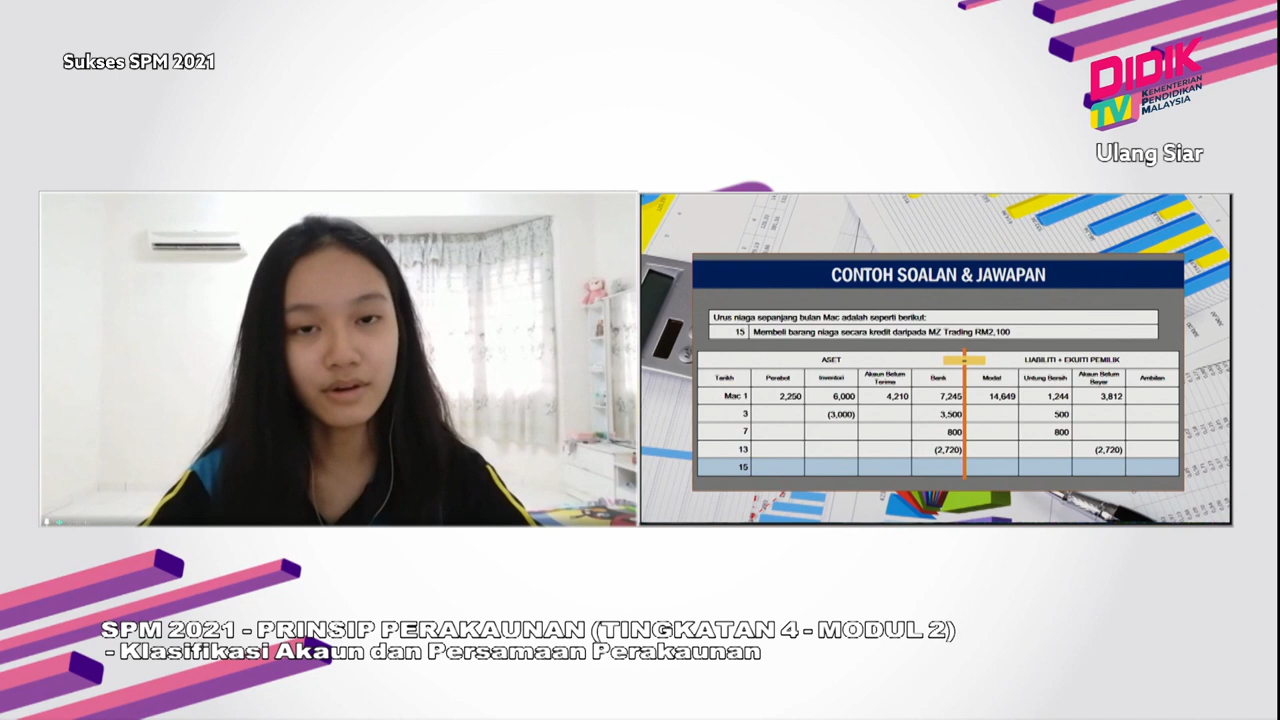 Sukses SPM 2021
DIDIK
TV
KEMENTERIAN
PENDIDIKAN
MALAYSIA
Ulang Siar
CONTOH SOALAN & JAWAPAN
Urus niaga sepanjang bulan Mac adalah seperti berikut:
15 Membeli barang niaga secara kredit daripada MZ Trading RM2,100
ASET = LIABILITI + EKUITI PEMILIK
Tarikh Perabot Inventori Akaun Belum Terima Bank Modal Untung Bersih Akaun Belum Bayar Ambilan
Mac 1 2,250 6,000 4,210 7,245 14,649 1,244 3,812
3 (3,000) 3,500 500
7 800 800
13 (2,720) (2,720)
15
SPM 2021 - PRINSIP PERAKAUNAN (TINGKATAN 4 - MODUL 2)
- Klasifikasi Akaun dan Persamaan Perakaunan